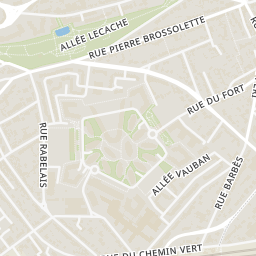 ALLÉE LECACHE
RUE PIERRE BROSSOLETTE
RUE DU FORT
RUE RABELAIS
ALLÉE VAUBAN
RUE BARBÈS
DU CHEMIN VERT